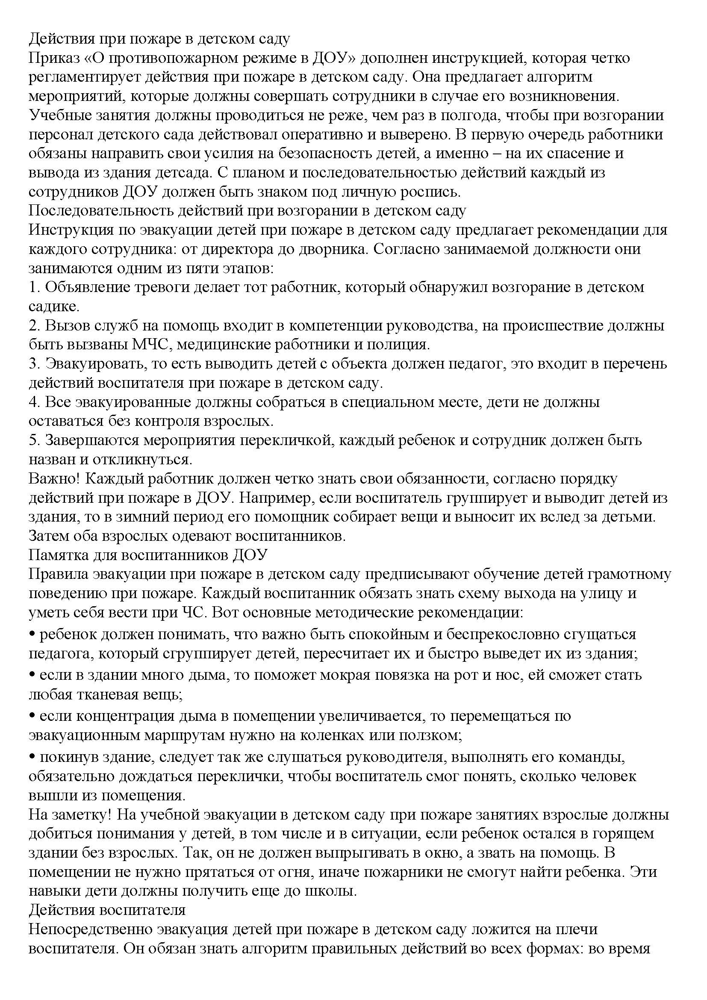 Действия при пожаре в детском саду
Приказ «О противопожарном режиме в ДОУ» дополнен инструкцией, которая четко
регламентирует действия при пожаре в детском саду. Она предлагает алгоритм
мероприятий, которые должны совершать сотрудники в случае его возникновения.
Учебные занятия должны проводиться не реже, чем раз в полгода, чтобы при возгорании
персонал детского сада действовал оперативно и выверено. В первую очередь работники
обязаны направить свои усилия на безопасность детей, а именно – на их спасение и
вывода из здания детсада. С планом и последовательностью действий каждый из
сотрудников ДОУ должен быть знаком под личную роспись.
Последовательность действий при возгорании в детском саду
Инструкция по эвакуации детей при пожаре в детском саду предлагает рекомендации для
каждого сотрудника: от директора до дворника. Согласно занимаемой должности они
занимаются одним из пяти этапов:
1. Объявление тревоги делает тот работник, который обнаружил возгорание в детском
садике.
2. Вызов служб на помощь входит в компетенции руководства, на происшествие должны
быть вызваны МЧС, медицинские работники и полиция.
3. Эвакуировать, то есть выводить детей с объекта должен педагог, это входит в перечень
действий воспитателя при пожаре в детском саду.
4. Все эвакуированные должны собраться в специальном месте, дети не должны
оставаться без контроля взрослых.
5. Завершаются мероприятия перекличкой, каждый ребенок и сотрудник должен быть
назван и откликнуться.
Важно! Каждый работник должен четко знать свои обязанности, согласно порядку
действий при пожаре в ДОУ. Например, если воспитатель группирует и выводит детей из
здания, то в зимний период его помощник собирает вещи и выносит их вслед за детьми.
Затем оба взрослых одевают воспитанников.
Памятка для воспитанников ДОУ
Правила эвакуации при пожаре в детском саду предписывают обучение детей грамотному
поведению при пожаре. Каждый воспитанник обязать знать схему выхода на улицу и
уметь себя вести при ЧС. Вот основные методические рекомендации:
• ребенок должен понимать, что важно быть спокойным и беспрекословно сгущаться
педагога, который сгруппирует детей, пересчитает их и быстро выведет их из здания;
• если в здании много дыма, то поможет мокрая повязка на рот и нос, ей сможет стать
любая тканевая вещь;
• если концентрация дыма в помещении увеличивается, то перемещаться по
эвакуационным маршрутам нужно на коленках или ползком;
• покинув здание, следует так же слушаться руководителя, выполнять его команды,
обязательно дождаться переклички, чтобы воспитатель смог понять, сколько человек
вышли из помещения.
На заметку! На учебной эвакуации в детском саду при пожаре занятиях взрослые должны
добиться понимания у детей, в том числе и в ситуации, если ребенок остался в горящем
здании без взрослых. Так, он не должен выпрыгивать в окно, а звать на помощь. В
помещении не нужно прятаться от огня, иначе пожарники не смогут найти ребенка. Эти
навыки дети должны получить еще до школы.
Действия воспитателя
Непосредственно эвакуация детей при пожаре в детском саду ложится на плечи
воспитателя. Он обязан знать алгоритм правильных действий во всех формах: во время